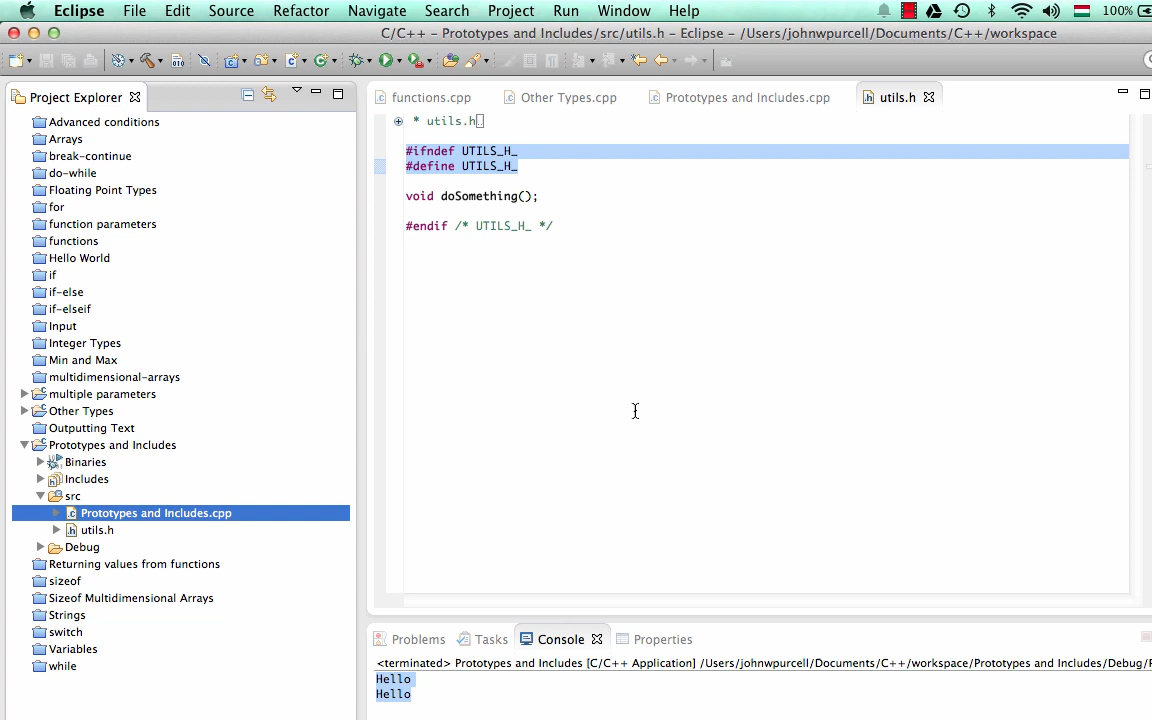 Eclipse File Edit Source Refactor Navigate Search Project Run Window Help 100%
C/C++ – Prototypes and Includes/src/utils.h – Eclipse – /Users/johnwpurcell/Documents/C++/workspace
Project Explorer
functions.cpp Other Types.cpp Prototypes and Includes.cpp utils.h
Advanced conditions
Arrays
break-continue
do-while
Floating Point Types
for
function parameters
functions
Hello World
if
if-else
if-elseif
Input
Integer Types
Min and Max
multidimensional-arrays
multiple parameters
Other Types
Outputting Text
Prototypes and Includes
Binaries
Includes
src
Prototypes and Includes.cpp
utils.h
Debug
Returning values from functions
sizeof
Sizeof Multidimensional Arrays
Strings
switch
Variables
while
* utils.h
#ifndef UTILS_H_
#define UTILS_H_
void doSomething();
#endif /* UTILS_H_ */
Problems Tasks Console Properties
<terminated> Prototypes and Includes [C/C++ Application] /Users/johnwpurcell/Documents/C++/workspace/Prototypes and Includes/Debug/
Hello
Hello